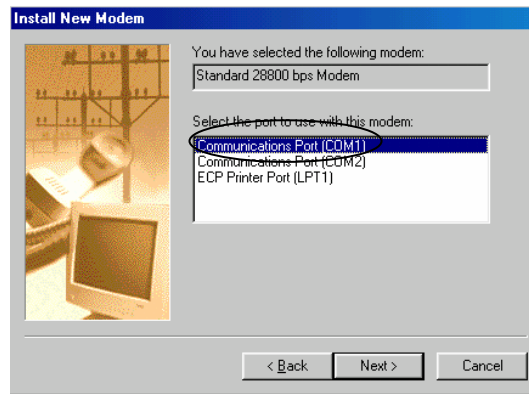 Install New Modem
You have selected the following modem:
Standard 28800 bps Modem
Select the port to use with this modem:
Communications Port (COM1)
Communications Port (COM2)
ECP Printer Port (LPT1)
< Back Next > Cancel